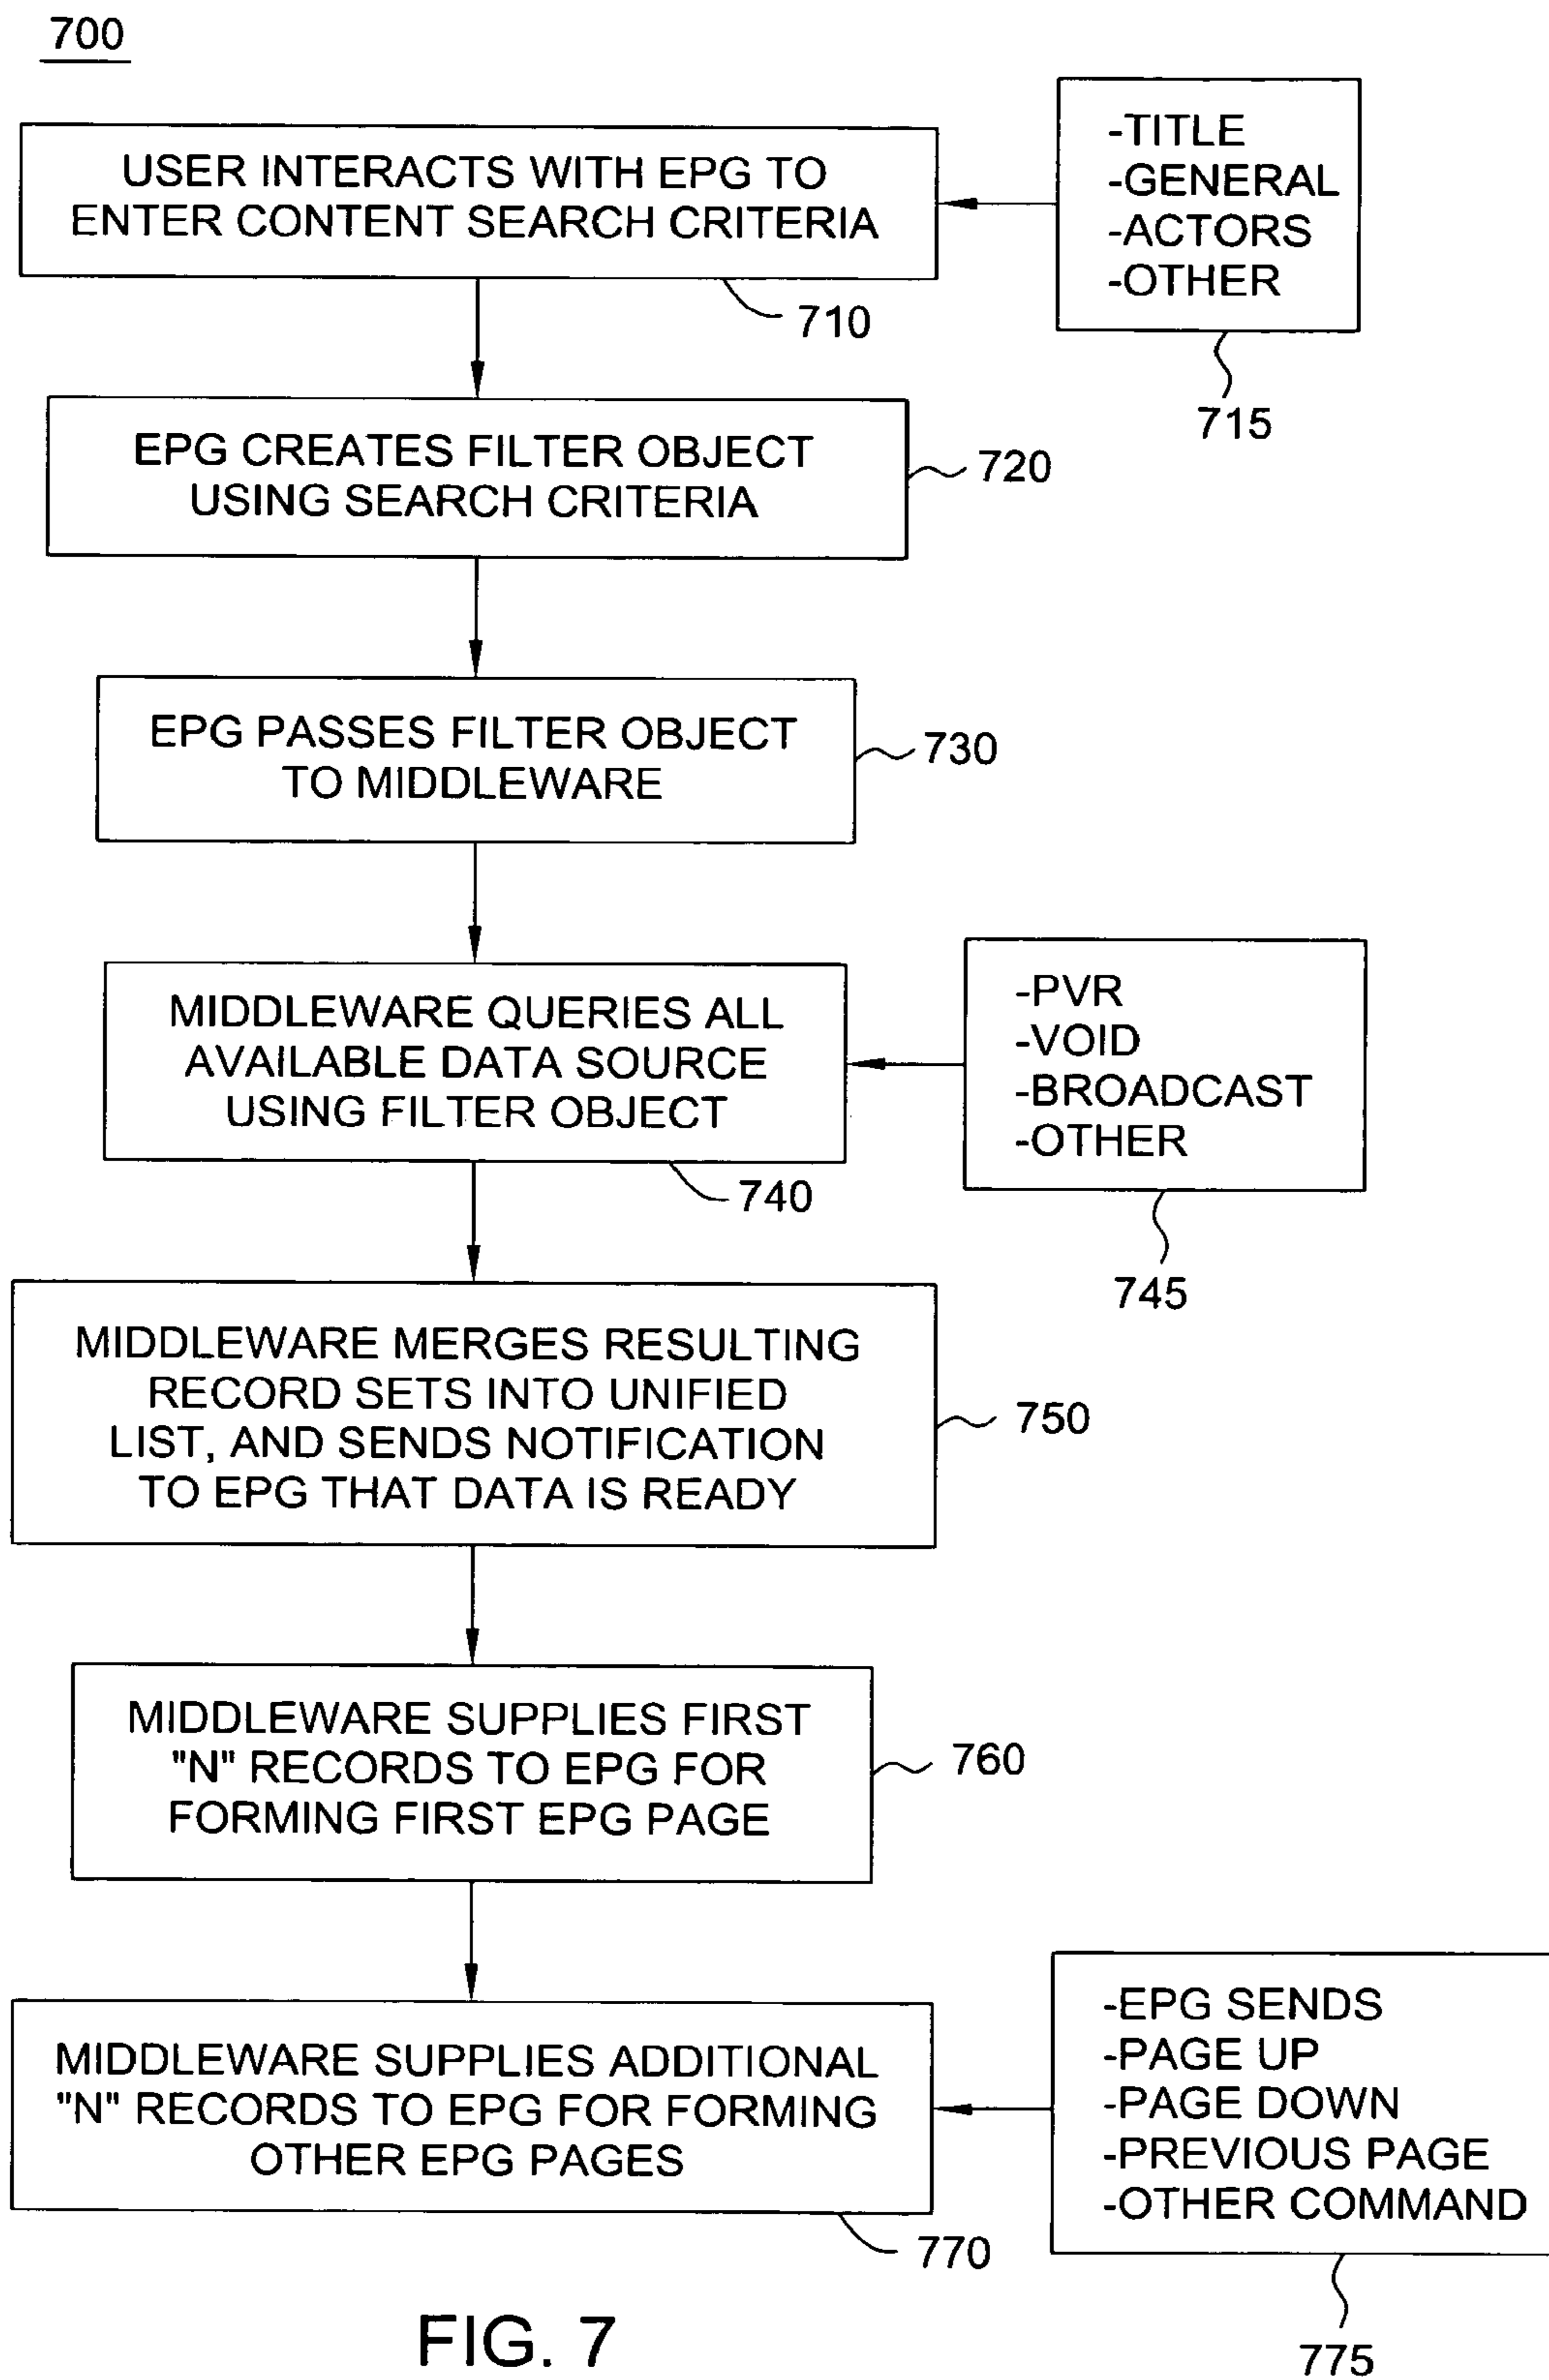 700
USER INTERACTS WITH EPG TO
ENTER CONTENT SEARCH CRITERIA
710
-TITLE
-GENERAL
-ACTORS
-OTHER
715
EPG CREATES FILTER OBJECT
USING SEARCH CRITERIA
720
EPG PASSES FILTER OBJECT
TO MIDDLEWARE
730
MIDDLEWARE QUERIES ALL
AVAILABLE DATA SOURCE
USING FILTER OBJECT
740
-PVR
-VOID
-BROADCAST
-OTHER
745
MIDDLEWARE MERGES RESULTING
RECORD SETS INTO UNIFIED
LIST, AND SENDS NOTIFICATION
TO EPG THAT DATA IS READY
750
MIDDLEWARE SUPPLIES FIRST
"N" RECORDS TO EPG FOR
FORMING FIRST EPG PAGE
760
MIDDLEWARE SUPPLIES ADDITIONAL
"N" RECORDS TO EPG FOR FORMING
OTHER EPG PAGES
770
-EPG SENDS
-PAGE UP
-PAGE DOWN
-PREVIOUS PAGE
-OTHER COMMAND
775
FIG. 7